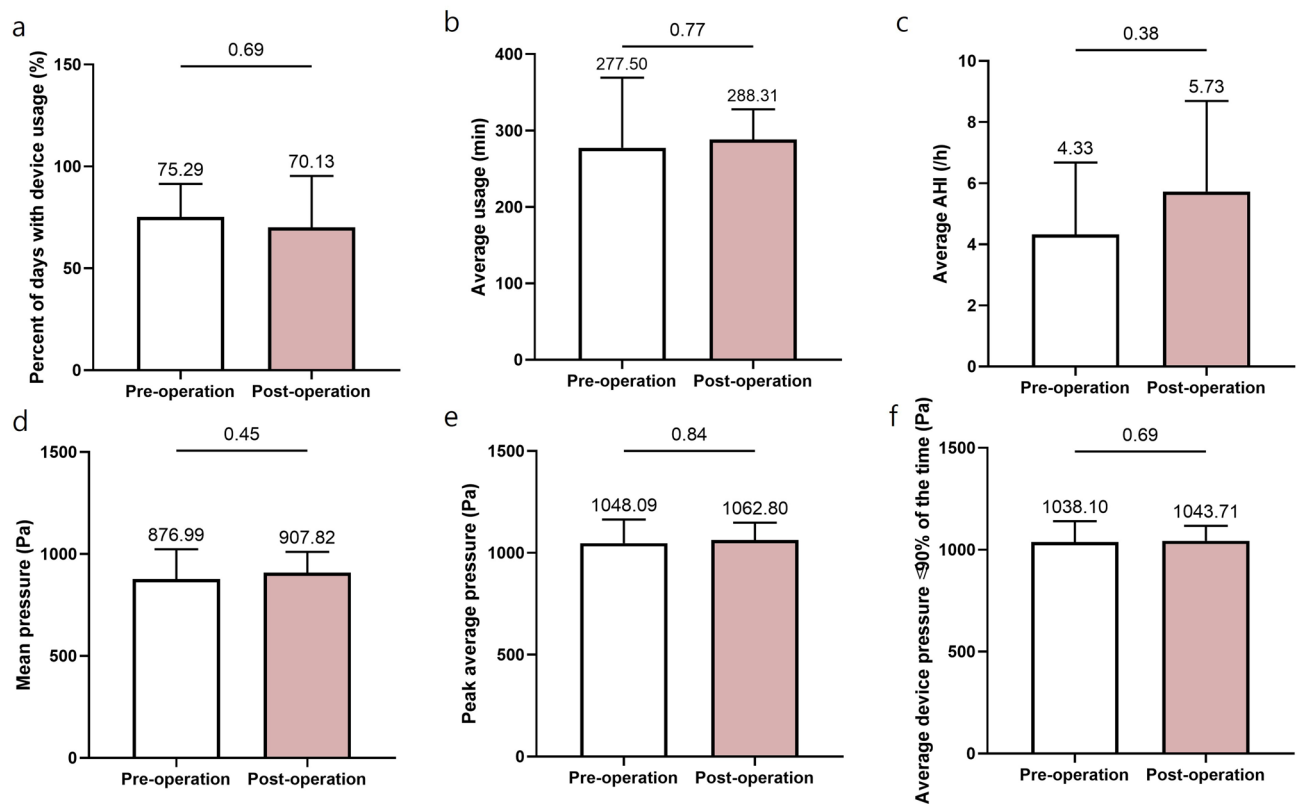 a
0.69
Percent of days with device usage (%)
150
100
50
0
75.29
70.13
Pre-operation
Post-operation
b
0.77
Average usage (min)
400
300
200
100
0
277.50
288.31
Pre-operation
Post-operation
c
0.38
Average AHI (/h)
10
8
6
4
2
0
4.33
5.73
Pre-operation
Post-operation
d
0.45
Mean pressure (Pa)
1500
1000
500
0
876.99
907.82
Pre-operation
Post-operation
e
0.84
Peak average pressure (Pa)
1500
1000
500
0
1048.09
1062.80
Pre-operation
Post-operation
f
0.69
Average device pressure 90% of the time (Pa)
1500
1000
500
0
1038.10
1043.71
Pre-operation
Post-operation